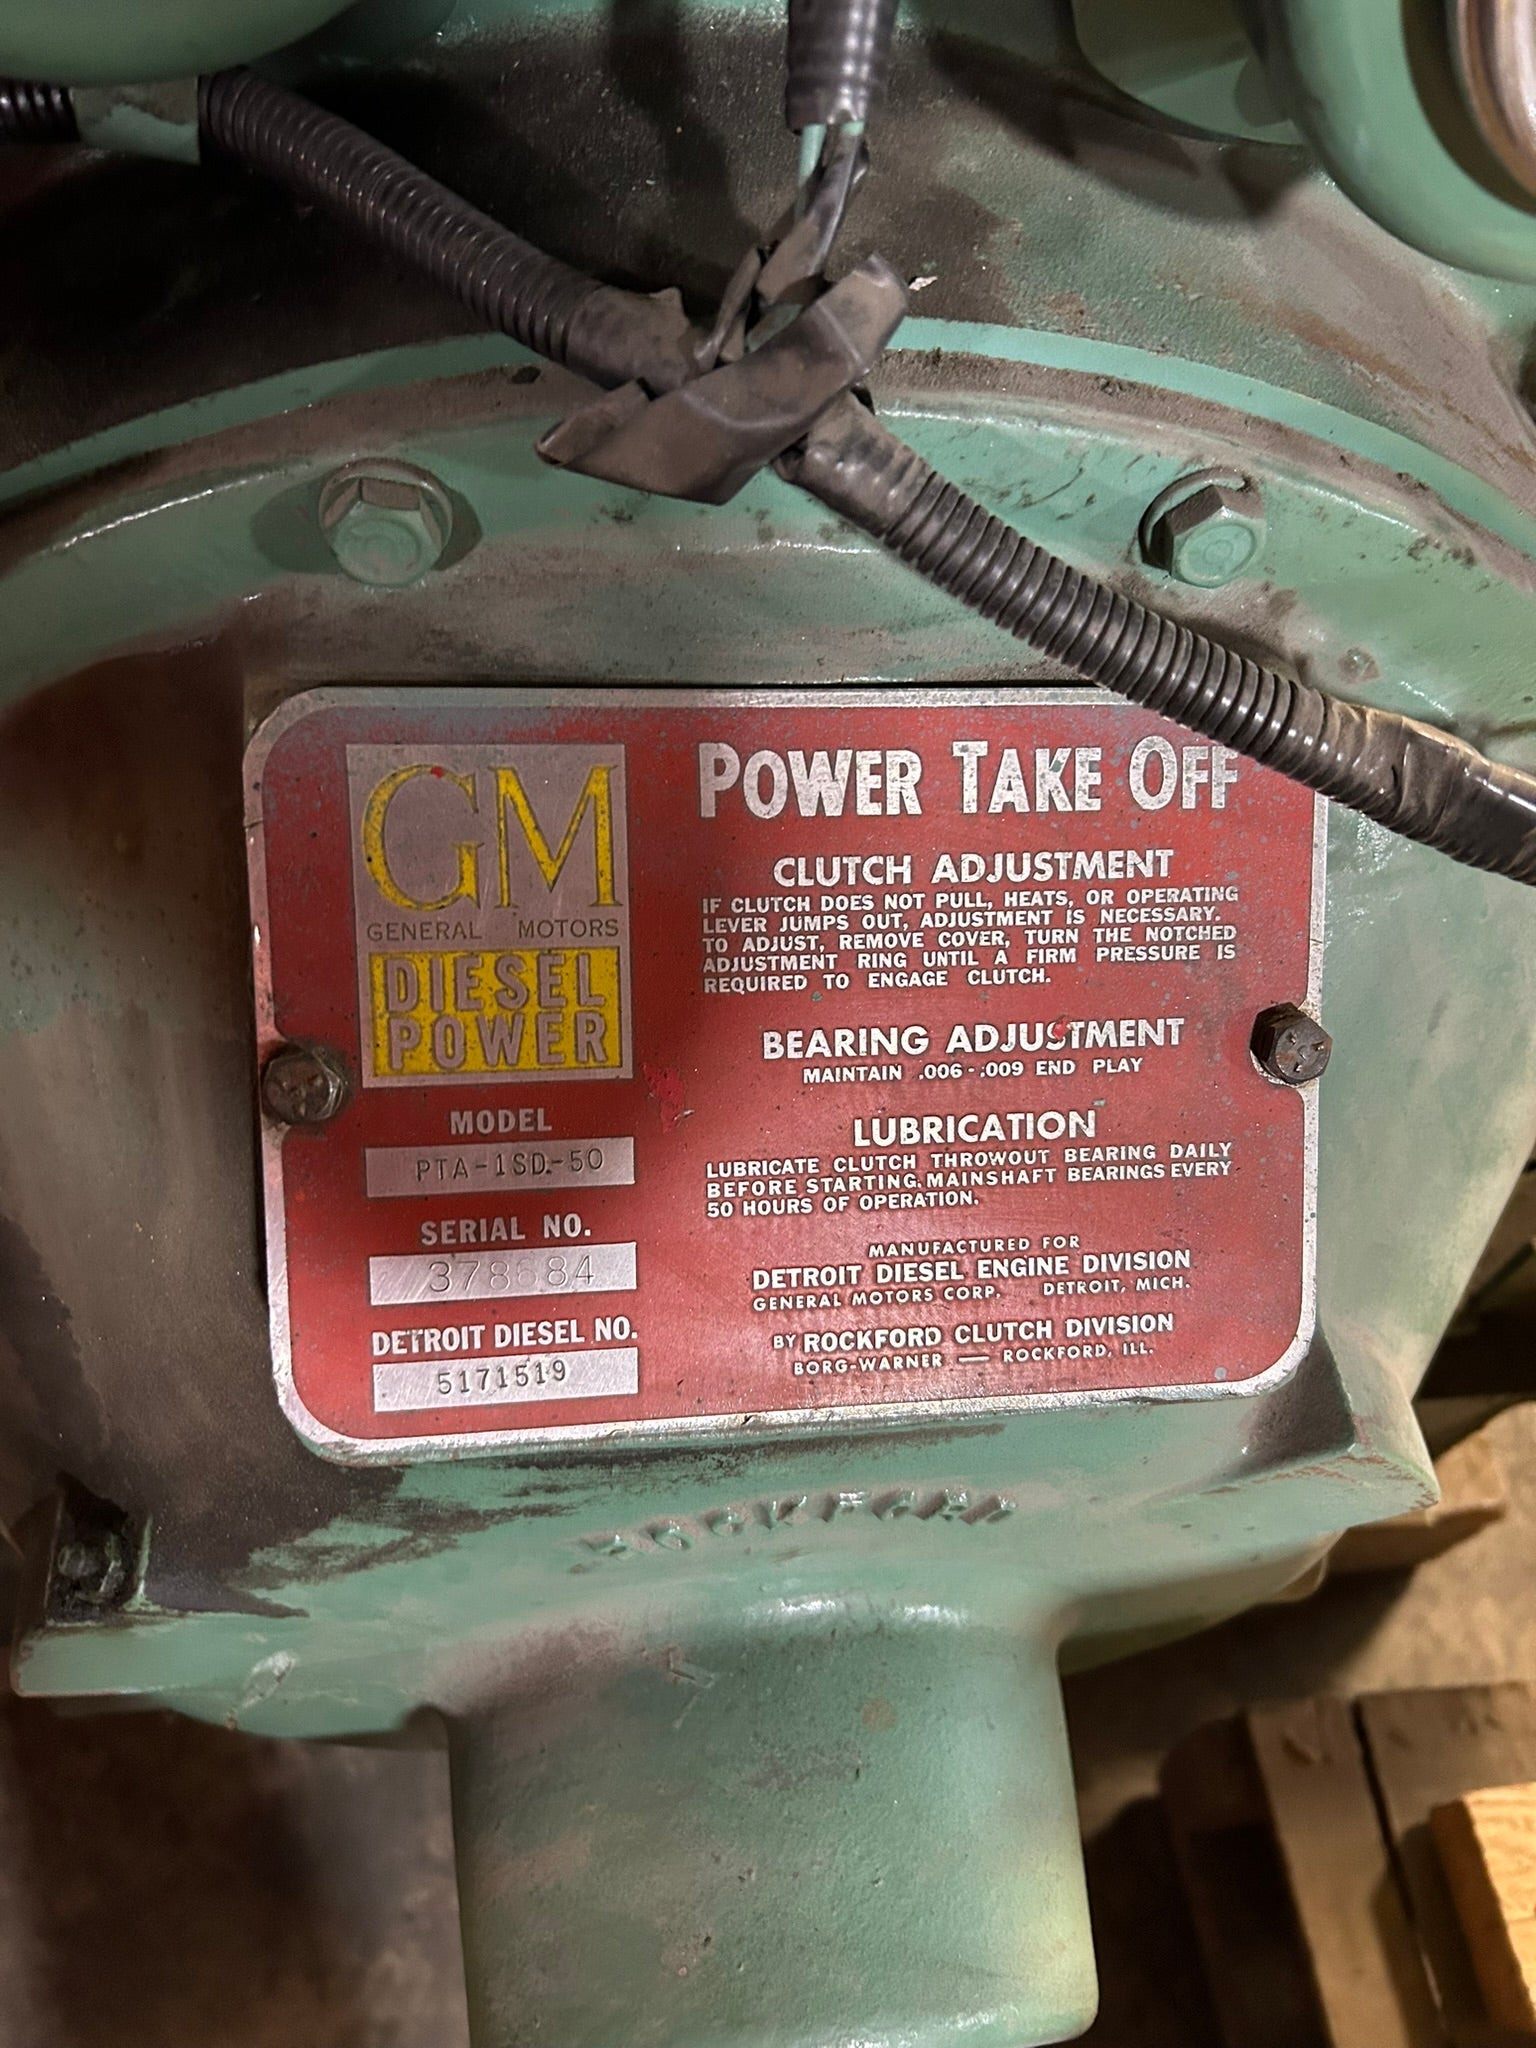 GM
GENERAL MOTORS
DIESEL
POWER
MODEL
PTA-1SD-50
SERIAL NO.
378684
DETROIT DIESEL NO.
5171519
POWER TAKE OFF
CLUTCH ADJUSTMENT
IF CLUTCH DOES NOT PULL, HEATS, OR OPERATING
LEVER JUMPS OUT, ADJUSTMENT IS NECESSARY.
TO ADJUST, REMOVE COVER, TURN THE NOTCHED
ADJUSTMENT RING UNTIL A FIRM PRESSURE IS
REQUIRED TO ENGAGE CLUTCH.
BEARING ADJUSTMENT
MAINTAIN .006-.009 END PLAY
LUBRICATION
LUBRICATE CLUTCH THROWOUT BEARING DAILY
BEFORE STARTING. MAINSHAFT BEARINGS EVERY
50 HOURS OF OPERATION.
MANUFACTURED FOR
DETROIT DIESEL ENGINE DIVISION
GENERAL MOTORS CORP. DETROIT, MICH.
BY ROCKFORD CLUTCH DIVISION
BORG-WARNER — ROCKFORD, ILL.
ROCKFORD